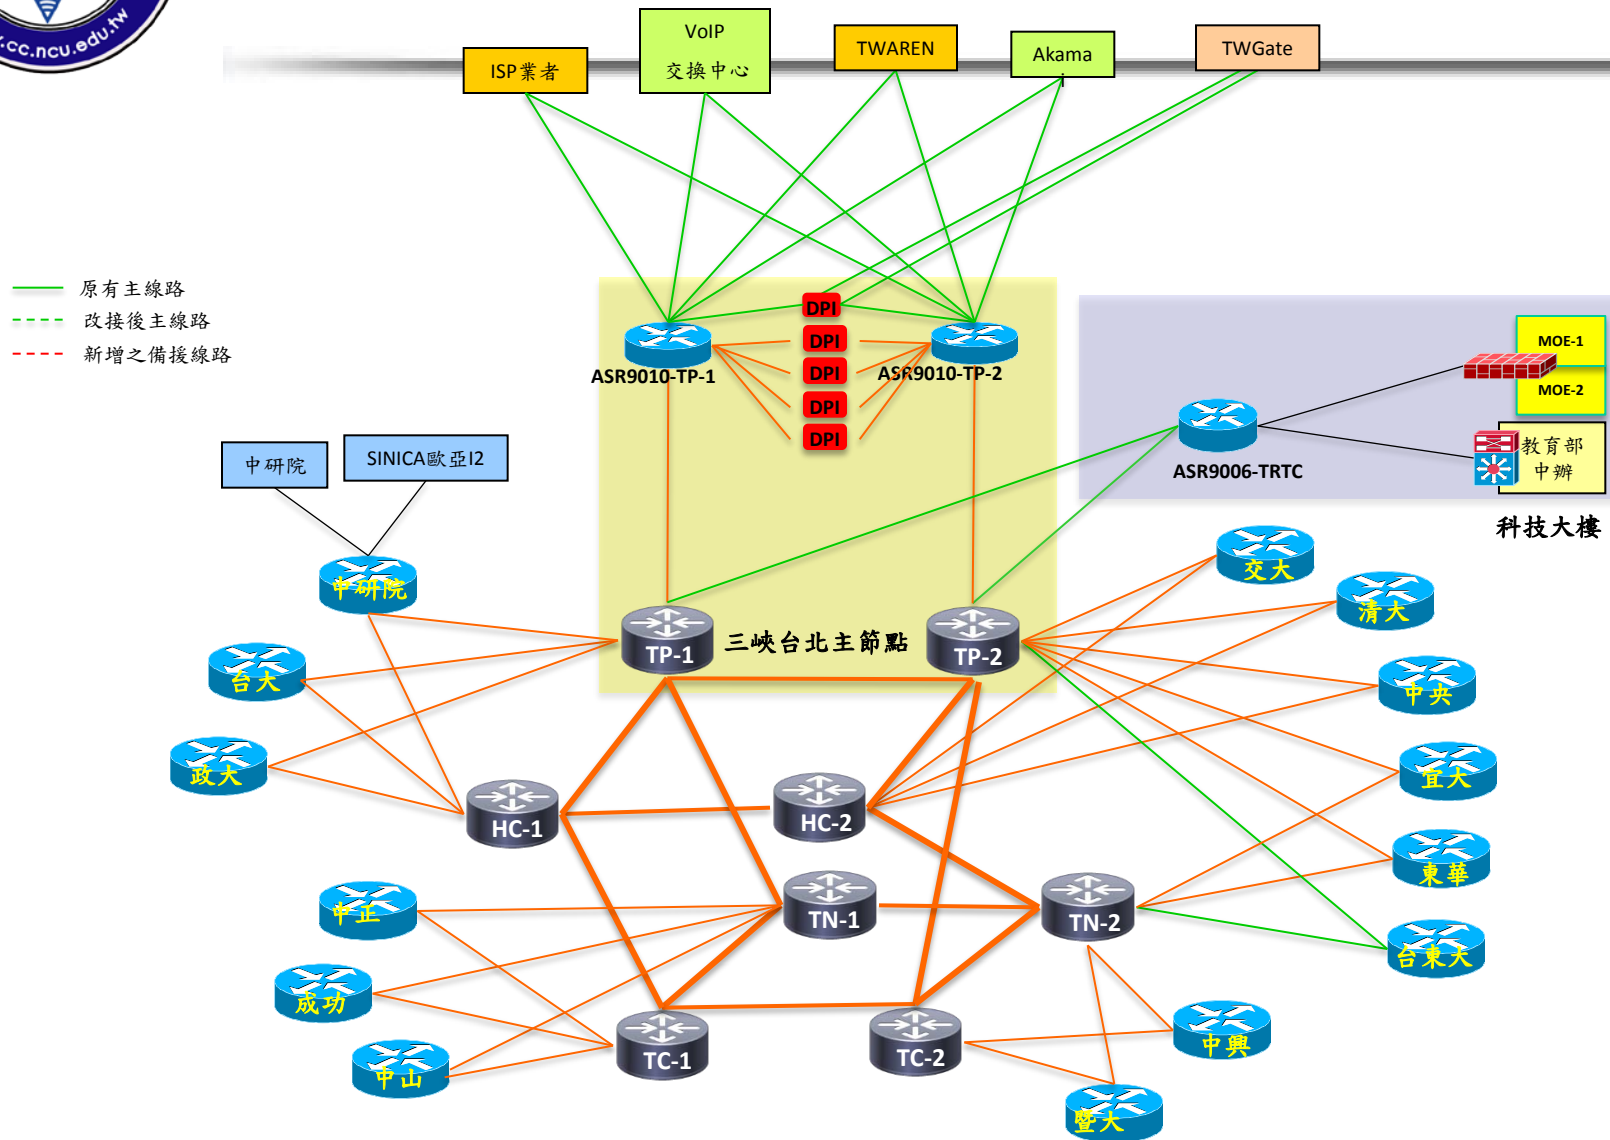 .cc.ncu.edu.tw
ISP業者
VoIP
交換中心
TWAREN
Akama
i
TWGate
原有主線路
改接後主線路
新增之備援線路
DPI
DPI
DPI
DPI
DPI
ASR9010-TP-1
ASR9010-TP-2
MOE-1
MOE-2
教育部
中辦
ASR9006-TRTC
科技大樓
中研院
SINICA歐亞I2
中研院
台大
政大
TP-1
三峽台北主節點
TP-2
交大
清大
中央
宜大
東華
台東大
HC-1
HC-2
TN-1
TN-2
中正
成功
中山
TC-1
TC-2
中興
暨大